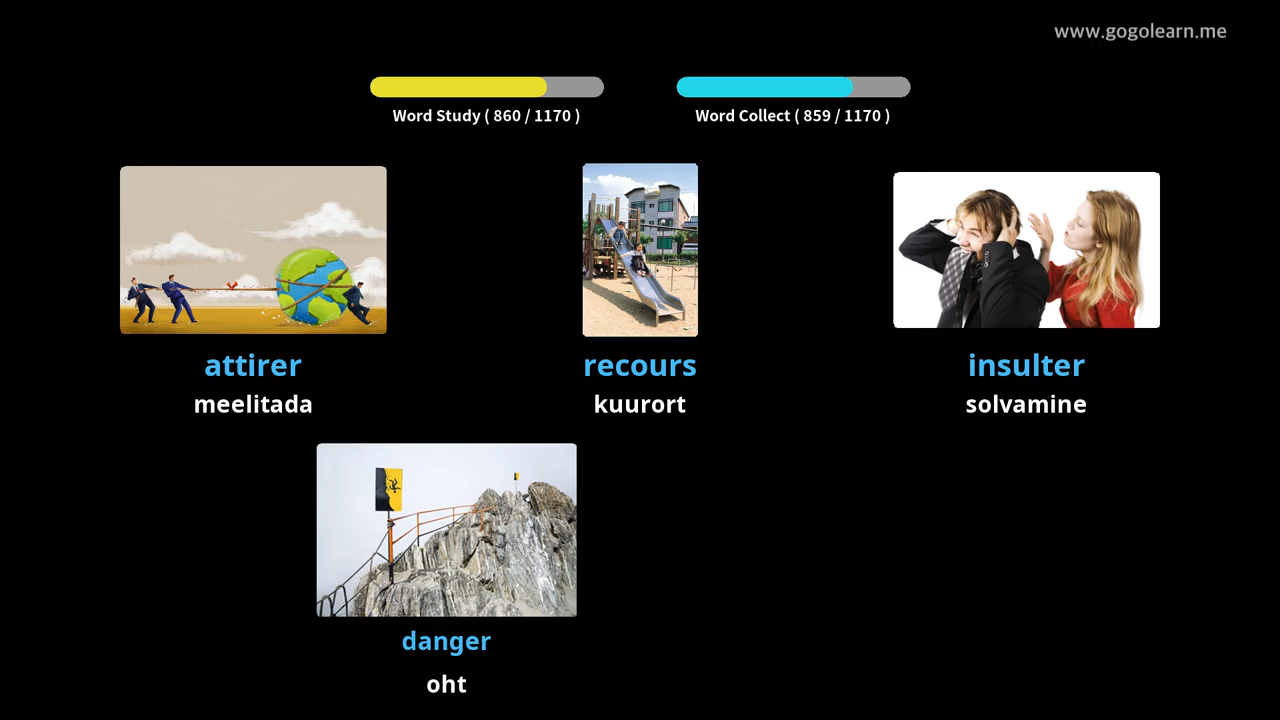 www.gogolearn.me
Word Study ( 860 / 1170 )
Word Collect ( 859 / 1170 )
attirer
meelitada
recours
kuurort
insulter
solvamine
danger
oht